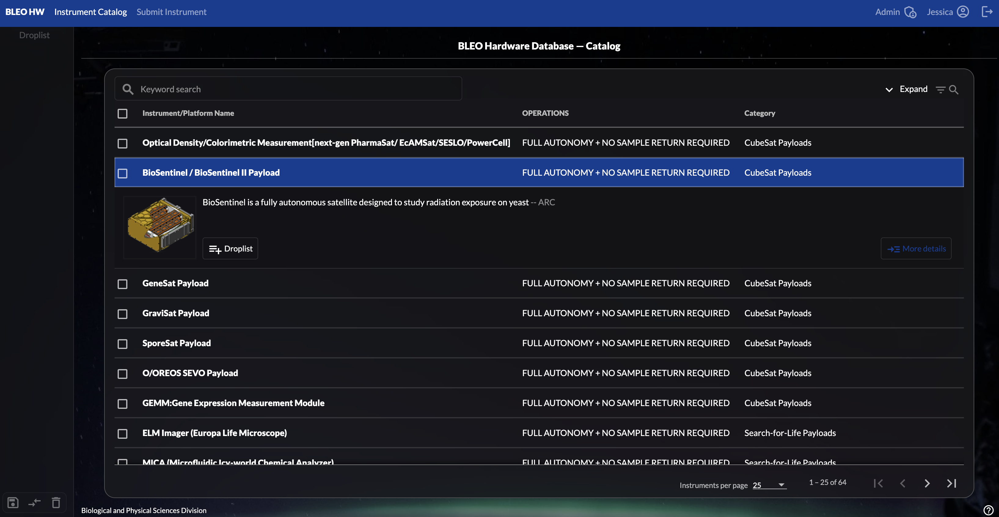 BLEO HW Instrument Catalog Submit Instrument Admin Jessica
Droplist
BLEO Hardware Database — Catalog
Keyword search Expand
Instrument/Platform Name OPERATIONS Category
Optical Density/Colorimetric Measurement[next-gen PharmaSat/ EcAMSat/SESLO/PowerCell] FULL AUTONOMY + NO SAMPLE RETURN REQUIRED CubeSat Payloads
BioSentinel / BioSentinel II Payload FULL AUTONOMY + NO SAMPLE RETURN REQUIRED CubeSat Payloads
BioSentinel is a fully autonomous satellite designed to study radiation exposure on yeast -- ARC
Droplist More details
GeneSat Payload FULL AUTONOMY + NO SAMPLE RETURN REQUIRED CubeSat Payloads
GraviSat Payload FULL AUTONOMY + NO SAMPLE RETURN REQUIRED CubeSat Payloads
SporeSat Payload FULL AUTONOMY + NO SAMPLE RETURN REQUIRED CubeSat Payloads
O/OREOS SEVO Payload FULL AUTONOMY + NO SAMPLE RETURN REQUIRED CubeSat Payloads
GEMM:Gene Expression Measurement Module FULL AUTONOMY + NO SAMPLE RETURN REQUIRED CubeSat Payloads
ELM Imager (Europa Life Microscope) FULL AUTONOMY + NO SAMPLE RETURN REQUIRED Search-for-Life Payloads
MICA (Microfluidic Icy-world Chemical Analyzer) FULL AUTONOMY + NO SAMPLE RETURN REQUIRED Search-for-Life Payloads
Instruments per page 25 1 – 25 of 64
Biological and Physical Sciences Division